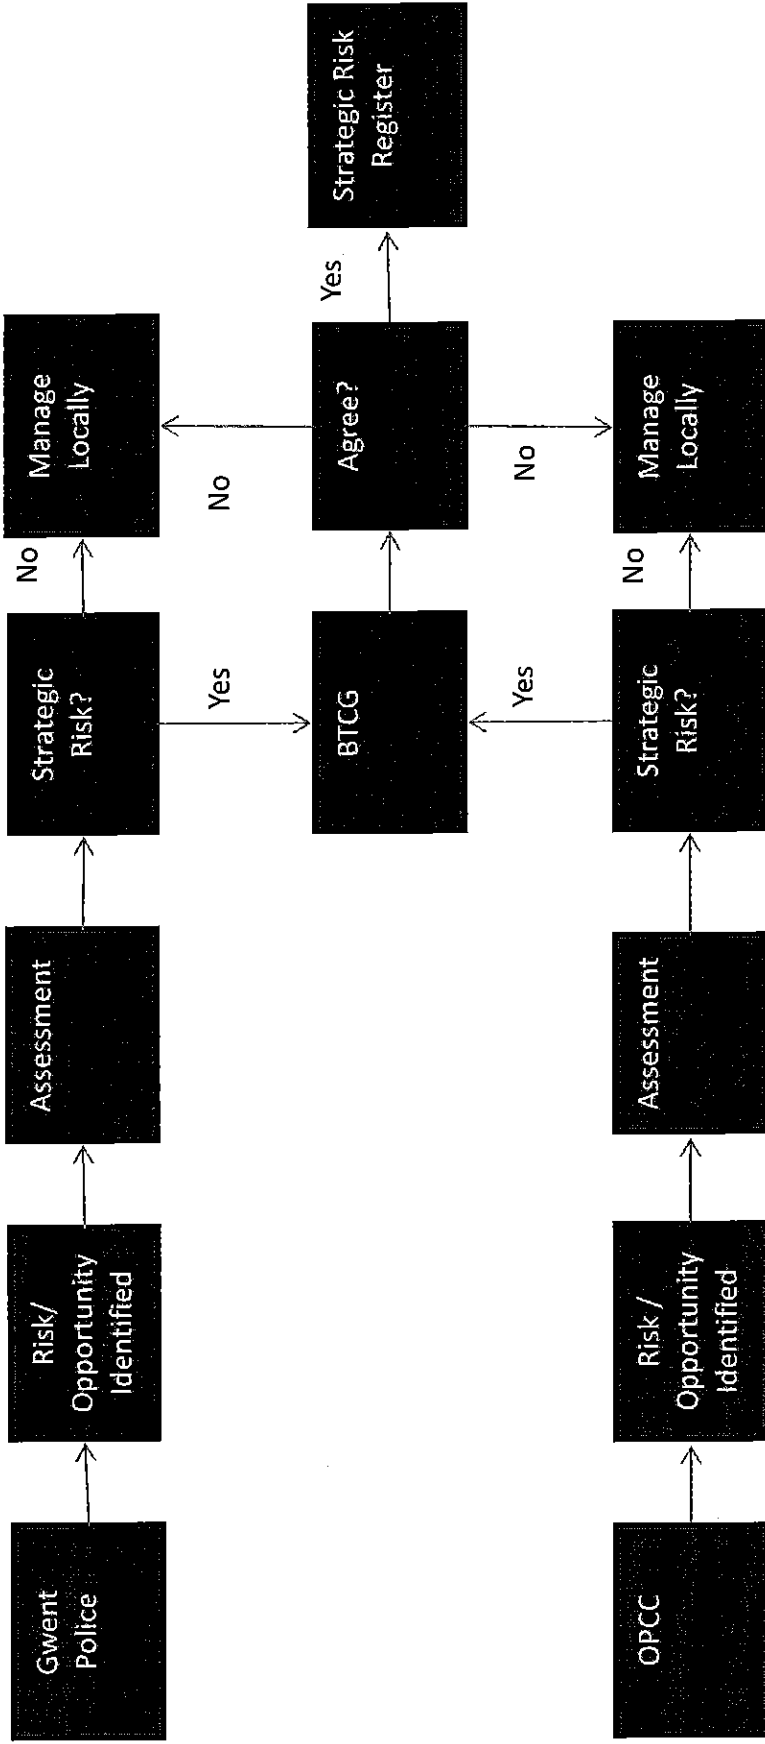 Gwent
Police
Risk/
Opportunity
Identified
Assessment
Strategic
Risk?
No
Manage
Locally
Yes
No
BTCG
Agree?
Yes
Strategic Risk
Register
Yes
No
OPCC
Risk /
Opportunity
Identified
Assessment
Strategic
Risk?
No
Manage
Locally